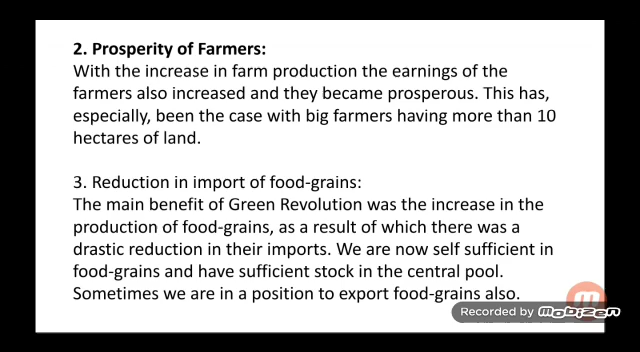 2. Prosperity of Farmers:
With the increase in farm production the earnings of the
farmers also increased and they became prosperous. This has,
especially, been the case with big farmers having more than 10
hectares of land.
3. Reduction in import of food-grains:
The main benefit of Green Revolution was the increase in the
production of food-grains, as a result of which there was a
drastic reduction in their imports. We are now self sufficient in
food-grains and have sufficient stock in the central pool.
Sometimes we are in a position to export food-grains also.
Recorded by Mobizen